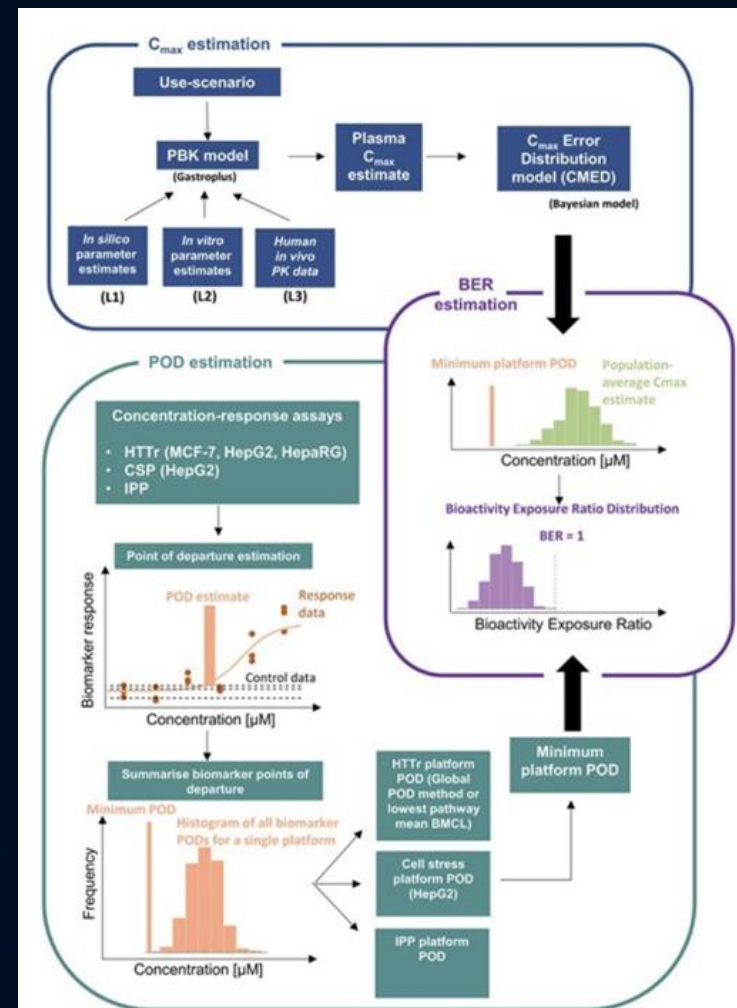 Cmax estimation
Use-scenario
PBK model
(Gastroplus)
Plasma
Cmax
estimate
Cmax Error
Distribution
model (CMED)
(Bayesian model)
In silico
parameter
estimates
(L1)
In vitro
parameter
estimates
(L2)
Human
in vivo
PK data
(L3)
BER
estimation
Minimum platform POD
Population-
average Cmax
estimate
Concentration [µM]
Bioactivity Exposure Ratio Distribution
BER = 1
Bioactivity Exposure Ratio
POD estimation
Concentration-response assays
• HTTr (MCF-7, HepG2, HepaRG)
• CSP (HepG2)
• IPP
Point of departure estimation
Biomarker response
POD estimate
Response
data
Control data
Concentration [µM]
Summarise biomarker points of
departure
Minimum POD
Histogram of all biomarker
PODs for a single platform
Frequency
Concentration [µM]
HTTr platform
POD (Global
POD method or
lowest pathway
mean BMCL)
Cell stress
platform POD
(HepG2)
IPP platform
POD
Minimum
platform POD